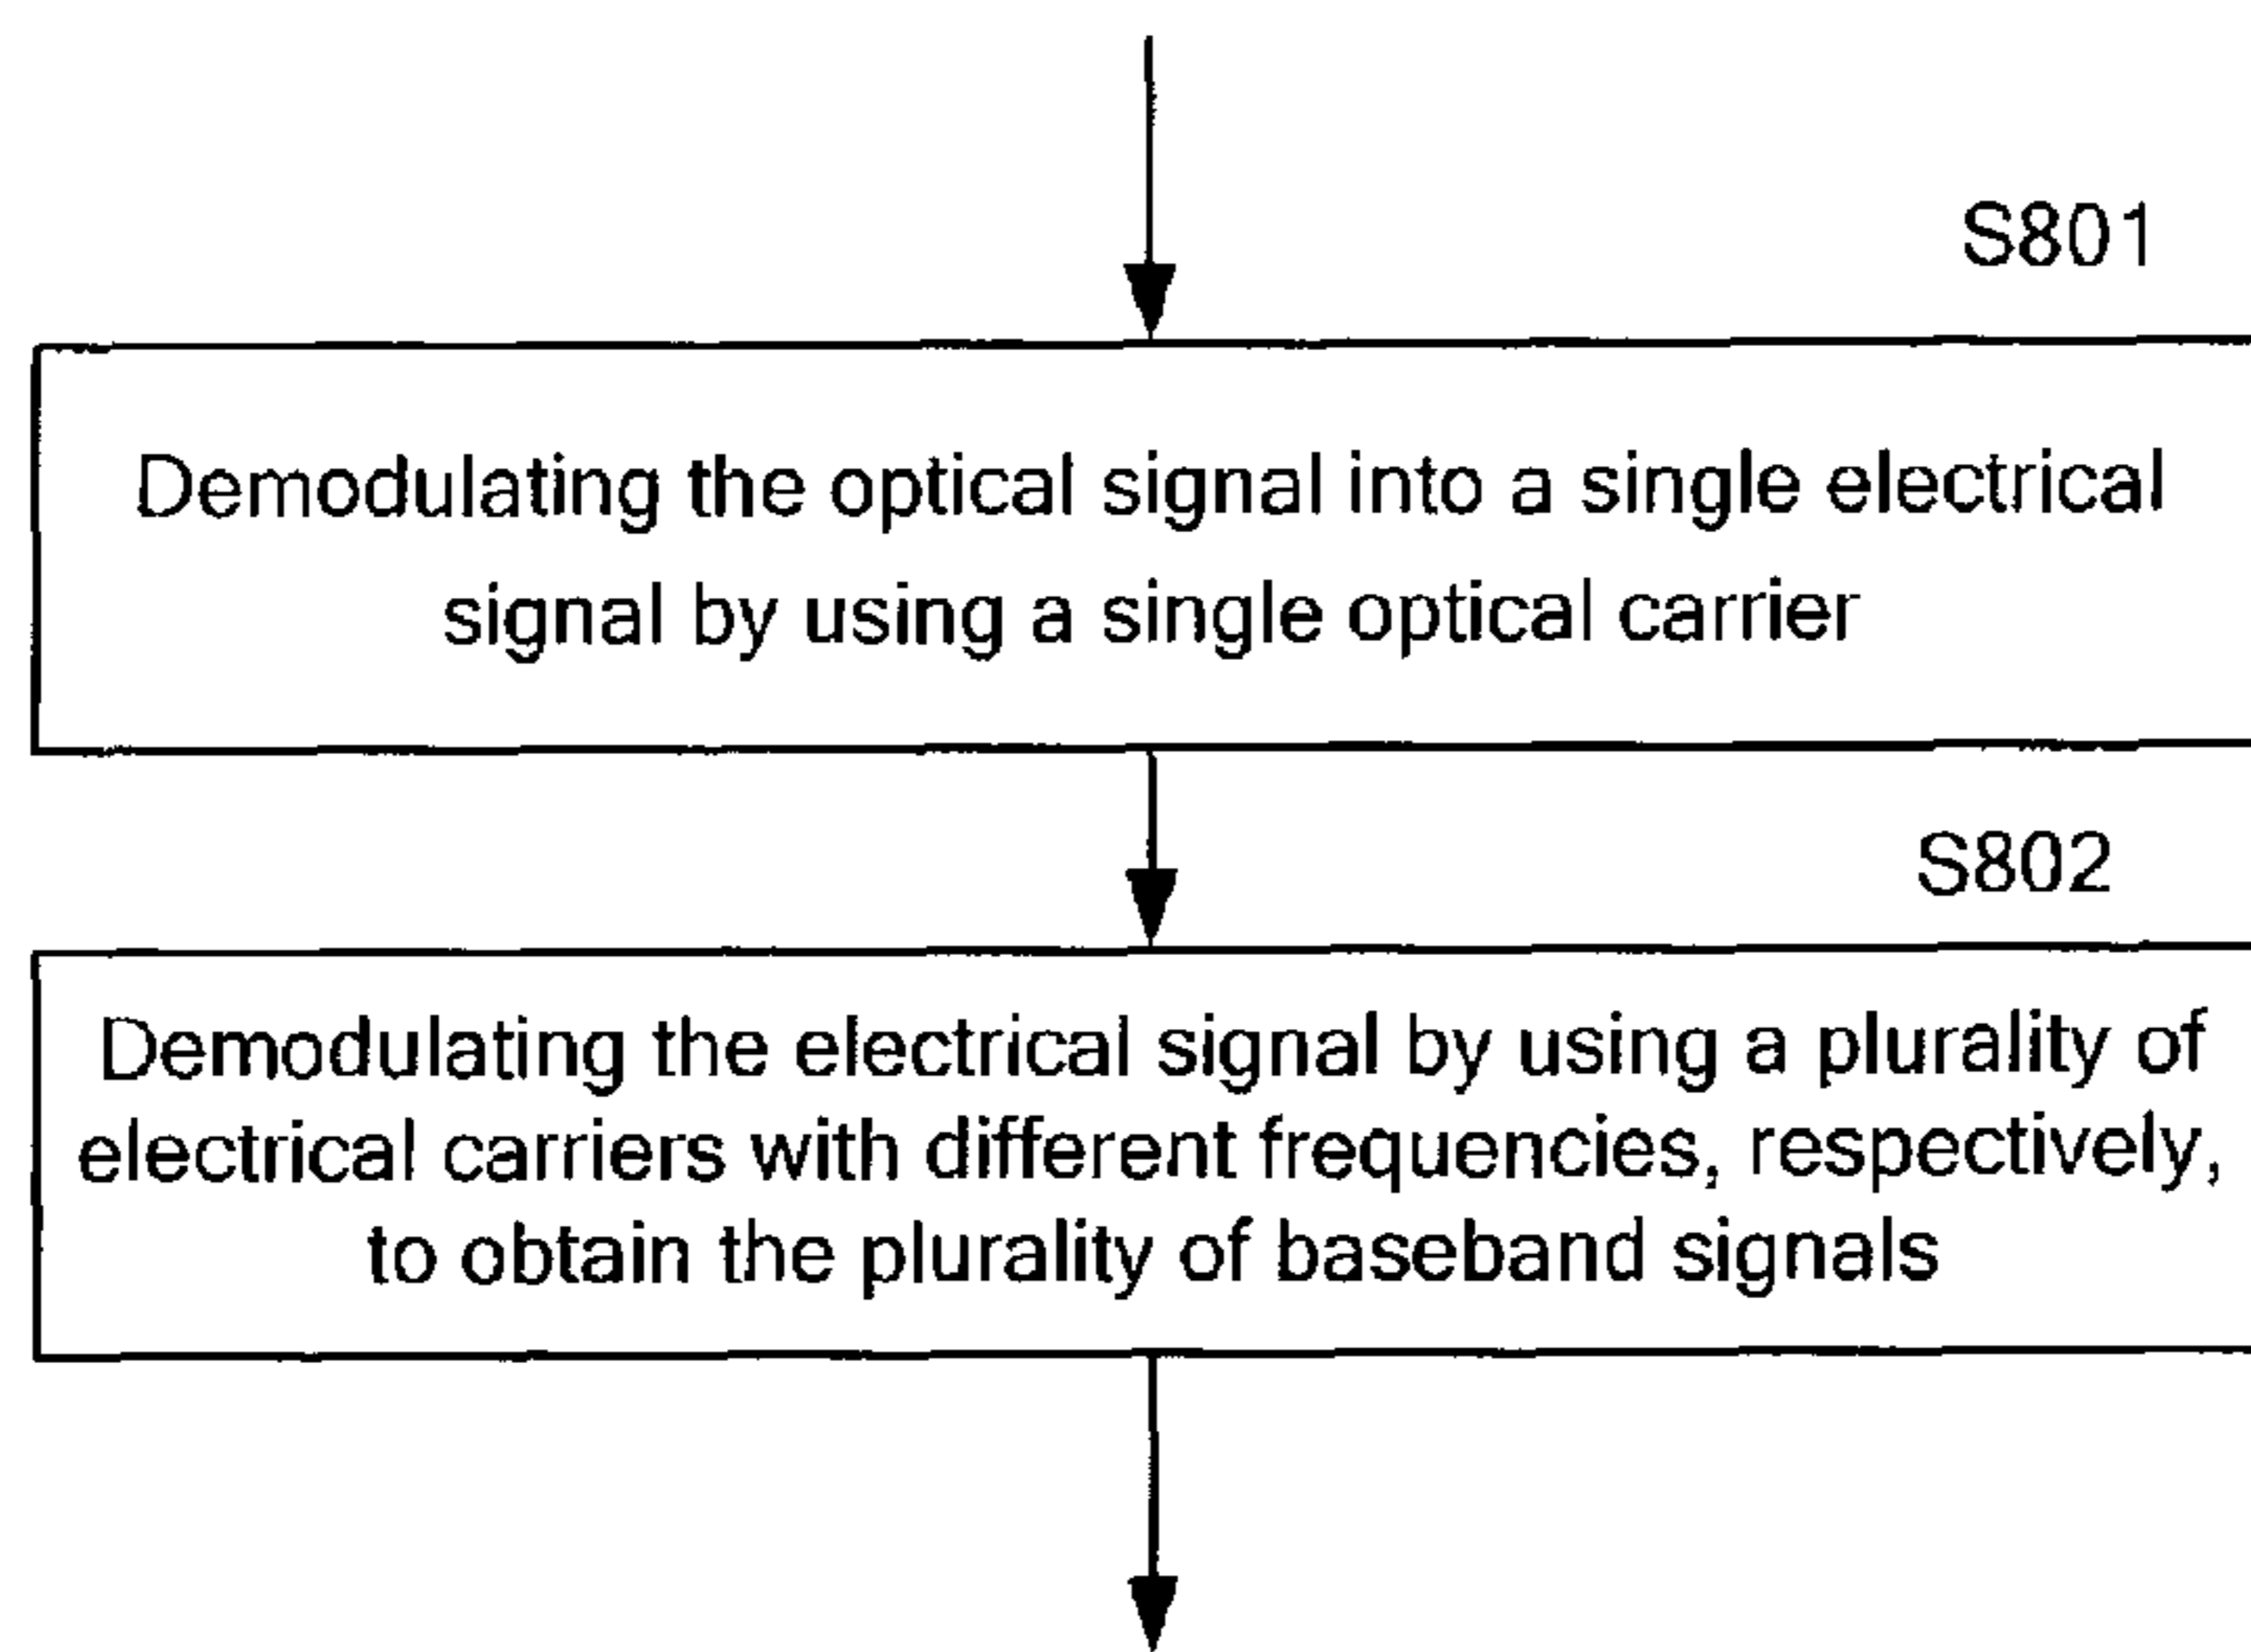 S801
Demodulating the optical signal into a single electrical
signal by using a single optical carrier
S802
Demodulating the electrical signal by using a plurality of
electrical carriers with different frequencies, respectively,
to obtain the plurality of baseband signals